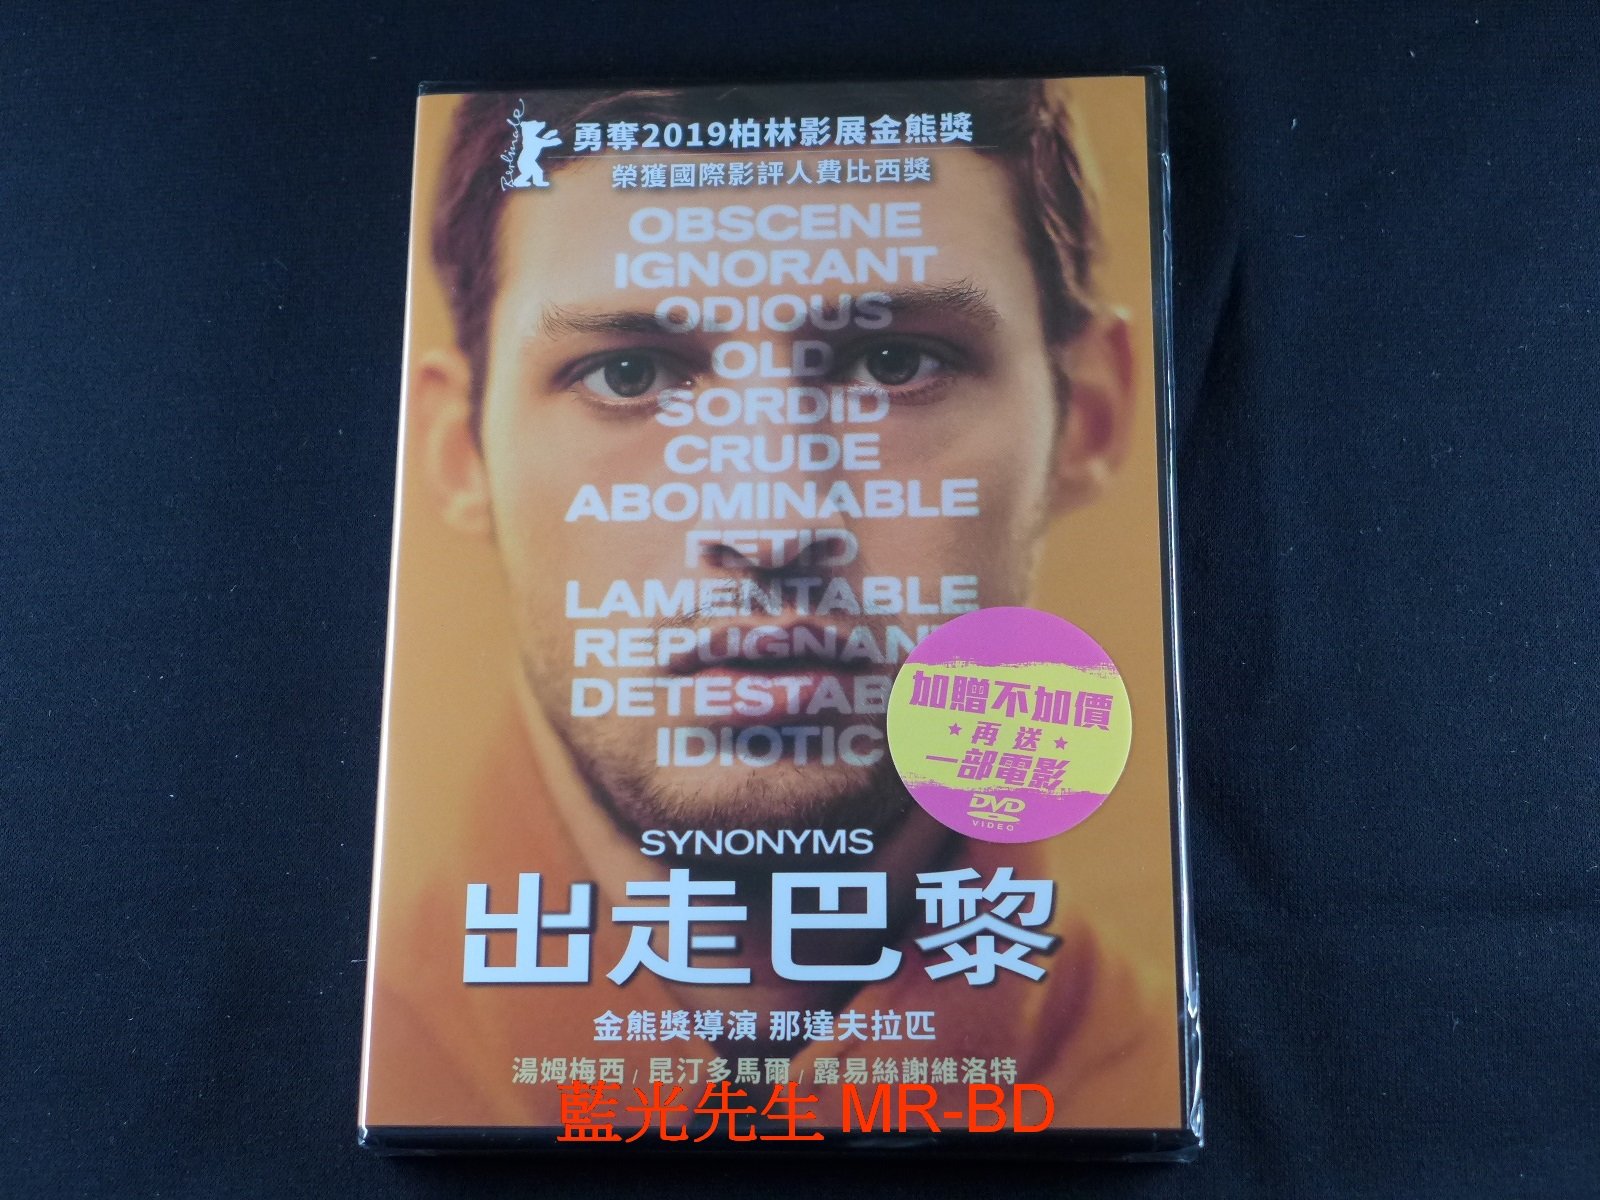 Berlinale
勇奪2019柏林影展金熊獎
榮獲國際影評人費比西獎
OBSCENE
IGNORANT
ODIOUS
OLD
SORDID
CRUDE
ABOMINABLE
FETID
LAMENTABLE
REPUGNANT
DETESTAB
IDIOTIC
加贈不加價
★再送★
一部電影
DVD
VIDEO
SYNONYMS
出走巴黎
金熊獎導演 那達夫拉匹
湯姆梅西 / 昆汀多馬爾 / 露易絲謝維洛特
藍光先生 MR-BD